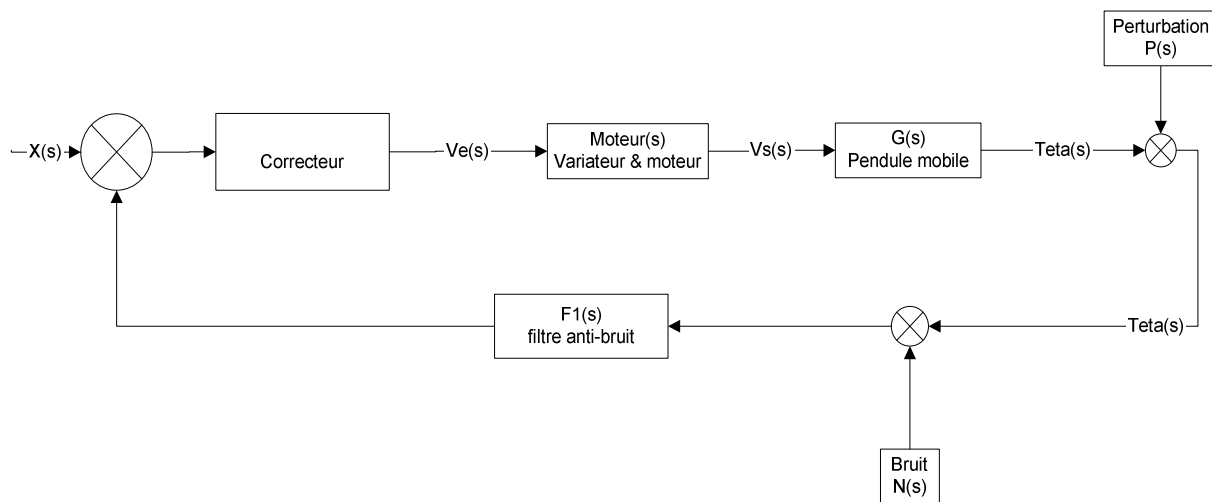 Perturbation
P(s)
X(s)
Correcteur
Ve(s)
Moteur(s)
Variateur & moteur
Vs(s)
G(s)
Pendule mobile
Teta(s)
F1(s)
filtre anti-bruit
Teta(s)
Bruit
N(s)